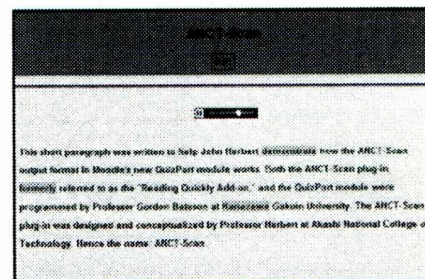 ANCT-Scan
This short paragraph was written to help John Herbert demonstrate how the ANCT-Scan
output format in Moodle's new QuizPort module works. Both the ANCT-Scan plug-in,
formerly referred to as the "Reading Quickly Add-on," and the QuizPort module were
programmed by Professor Gordon Bateson at Kanazawa Gakuin University. The ANCT-Scan
plug-in was designed and conceptualized by Professor Herbert at Akashi National College of
Technology. Hence the name: ANCT-Scan.